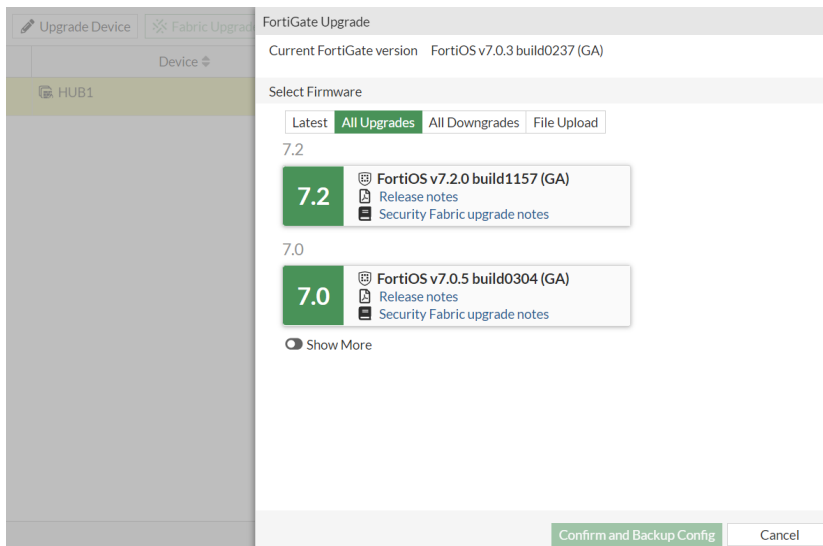 Upgrade Device
Fabric Upgrad
Device
HUB1
FortiGate Upgrade
Current FortiGate version FortiOS v7.0.3 build0237 (GA)
Select Firmware
Latest All Upgrades All Downgrades File Upload
7.2
7.2
FortiOS v7.2.0 build1157 (GA)
Release notes
Security Fabric upgrade notes
7.0
7.0
FortiOS v7.0.5 build0304 (GA)
Release notes
Security Fabric upgrade notes
Show More
Confirm and Backup Config Cancel